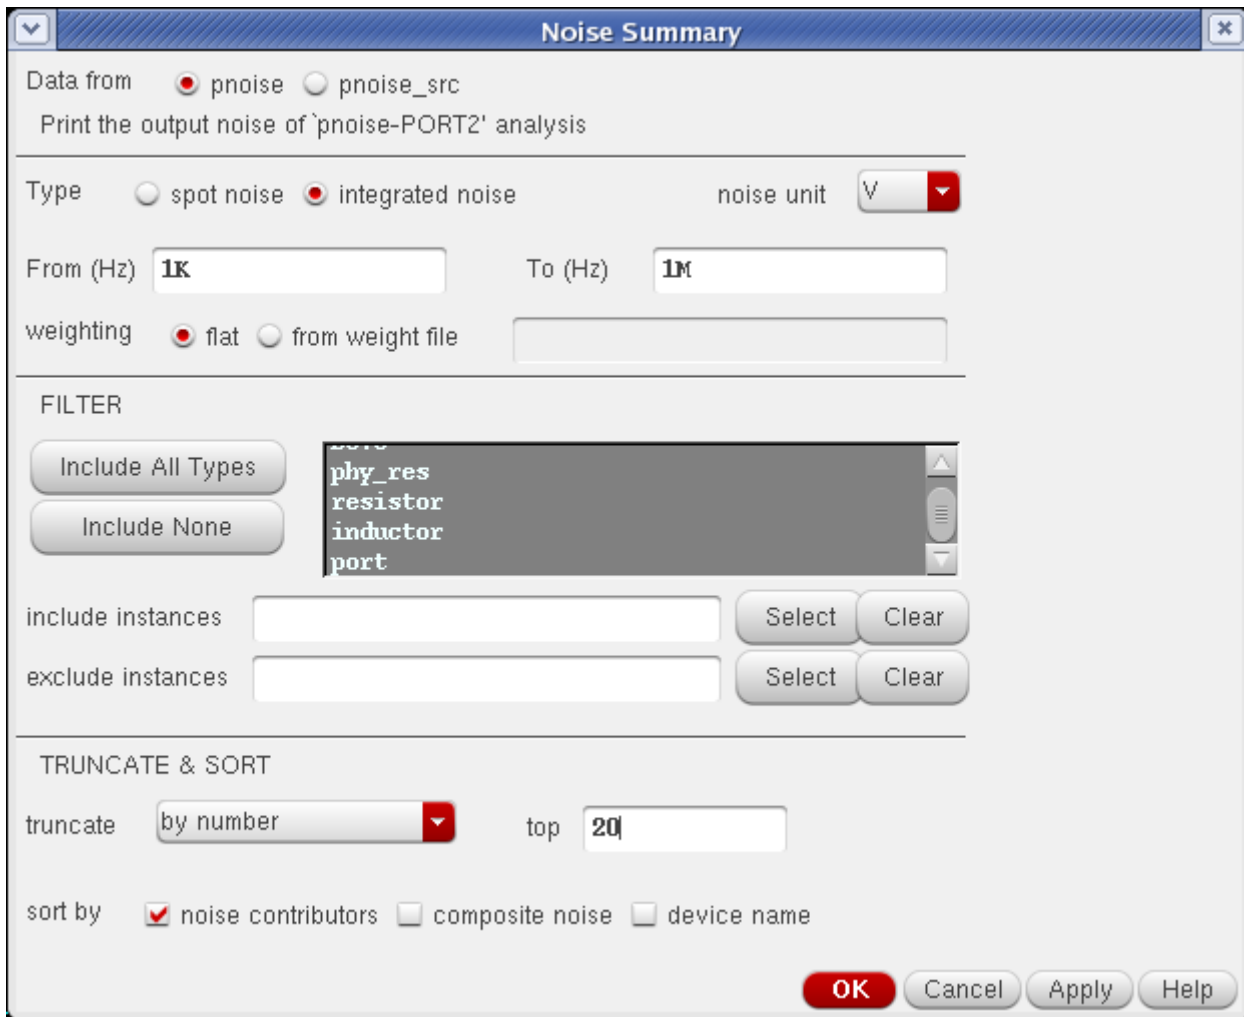 Noise Summary
Data from pnoise pnoise_src
Print the output noise of `pnoise-PORT2' analysis
Type spot noise integrated noise noise unit V
From (Hz) 1K To (Hz) 1M
weighting flat from weight file
FILTER
Include All Types
Include None
phy_res
resistor
inductor
port
include instances Select Clear
exclude instances Select Clear
TRUNCATE & SORT
truncate by number top 20
sort by noise contributors composite noise device name
OK Cancel Apply Help